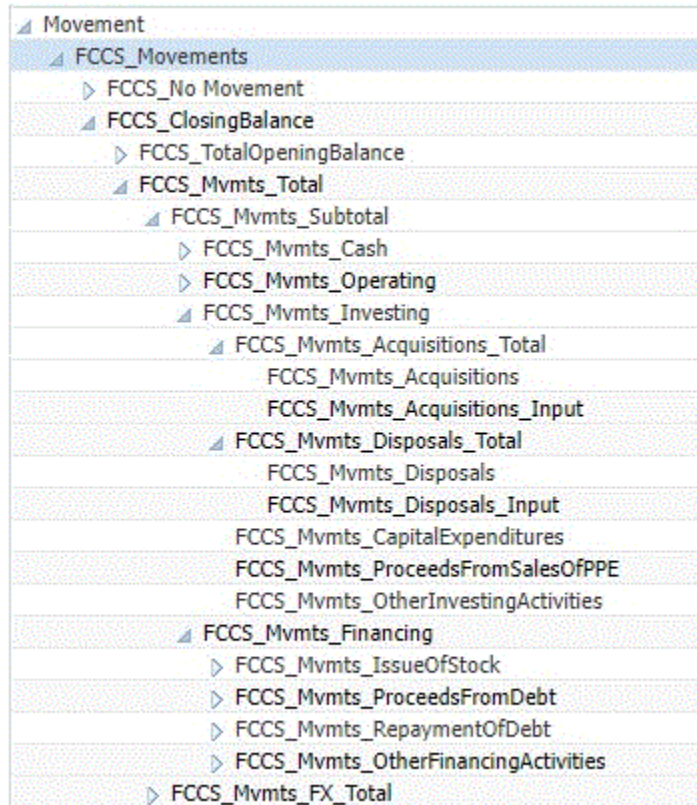 Movement
FCCS_Movements
FCCS_No Movement
FCCS_ClosingBalance
FCCS_TotalOpeningBalance
FCCS_Mvmts_Total
FCCS_Mvmts_Subtotal
FCCS_Mvmts_Cash
FCCS_Mvmts_Operating
FCCS_Mvmts_Investing
FCCS_Mvmts_Acquisitions_Total
FCCS_Mvmts_Acquisitions
FCCS_Mvmts_Acquisitions_Input
FCCS_Mvmts_Disposals_Total
FCCS_Mvmts_Disposals
FCCS_Mvmts_Disposals_Input
FCCS_Mvmts_CapitalExpenditures
FCCS_Mvmts_ProceedsFromSalesOfPPE
FCCS_Mvmts_OtherInvestingActivities
FCCS_Mvmts_Financing
FCCS_Mvmts_IssueOfStock
FCCS_Mvmts_ProceedsFromDebt
FCCS_Mvmts_RepaymentOfDebt
FCCS_Mvmts_OtherFinancingActivities
FCCS_Mvmts_FX_Total